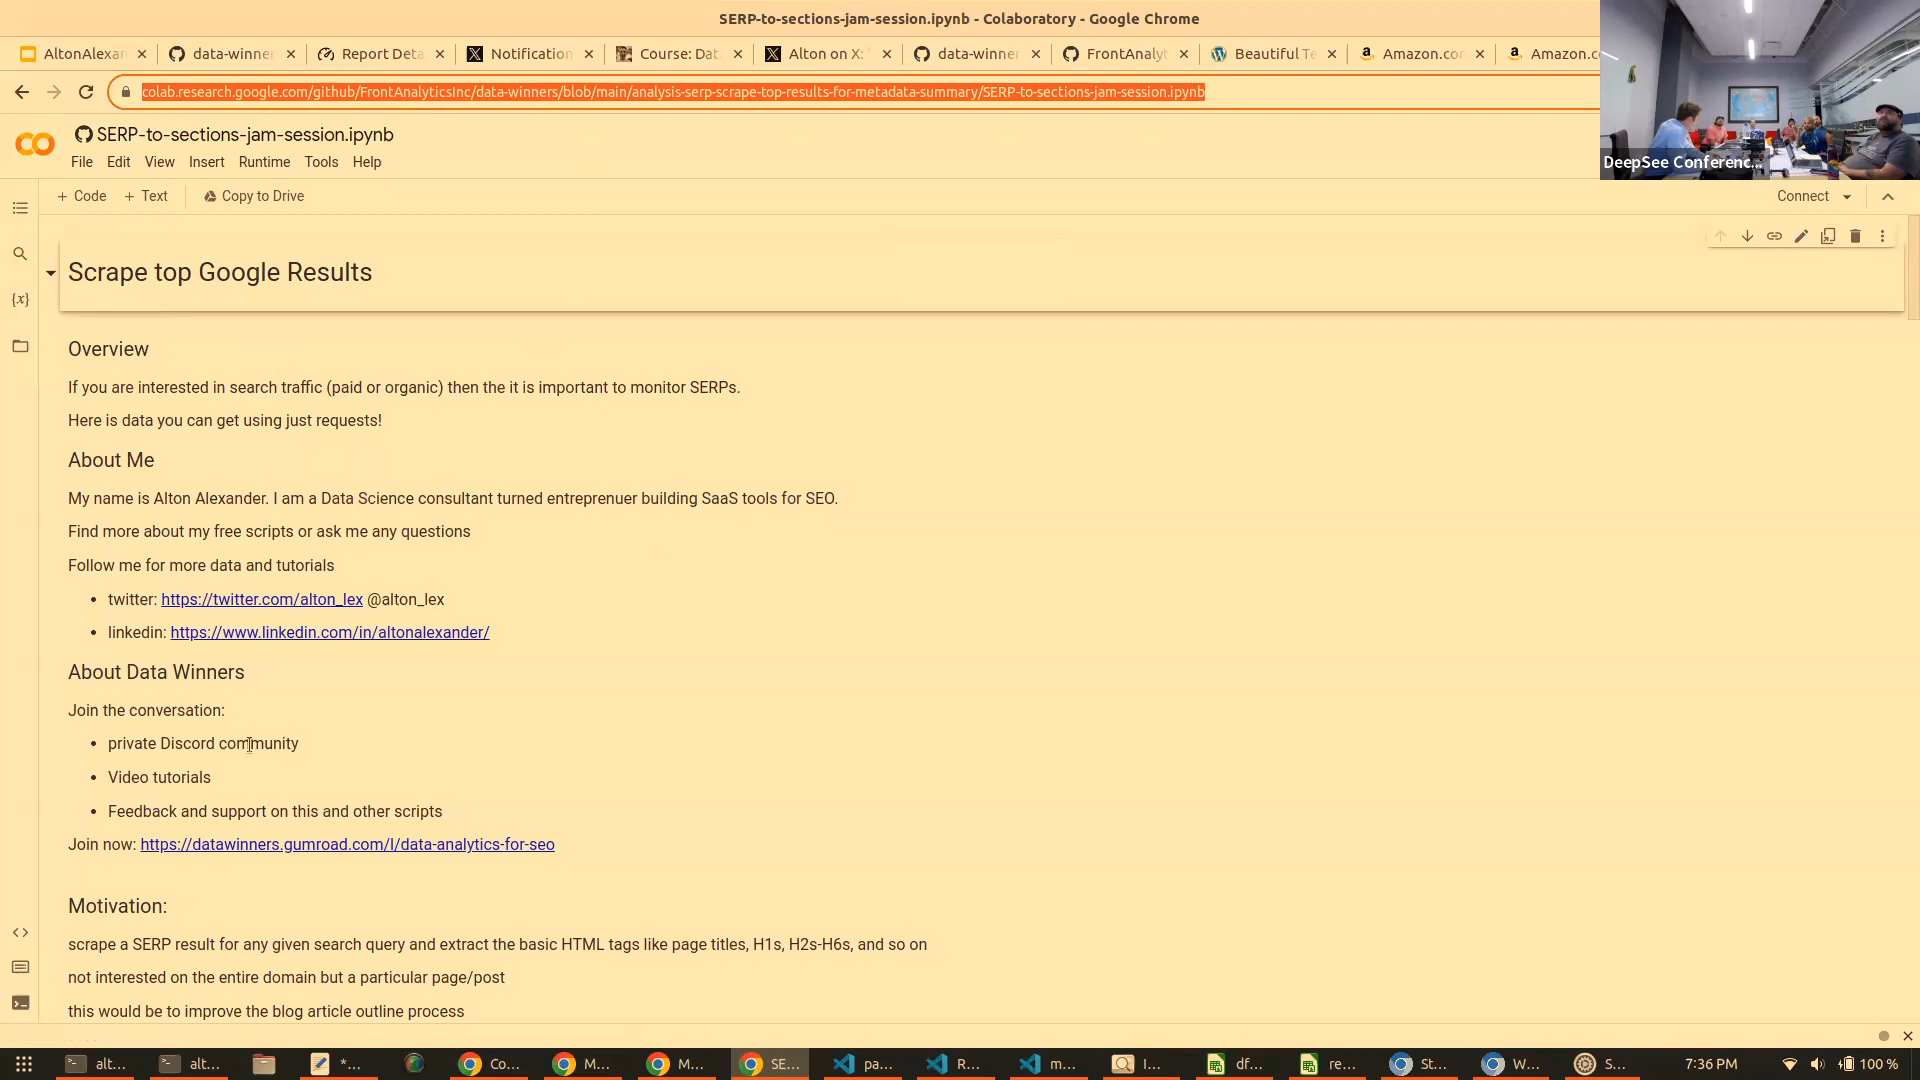 SERP-to-sections-jam-session.ipynb - Colaboratory - Google Chrome
AltonAlexan
data-winner
Report Deta
Notification
Course: Dat
Alton on X: "
data-winner
FrontAnalyt
Beautiful Te
Amazon.co
Amazon.c
colab.research.google.com/github/FrontAnalyticsInc/data-winners/blob/main/analysis-serp-scrape-top-results-for-metadata-summary/SERP-to-sections-jam-session.ipynb
SERP-to-sections-jam-session.ipynb
File Edit View Insert Runtime Tools Help
DeepSee Conferenc...
+ Code + Text Copy to Drive
Connect
Scrape top Google Results
Overview
If you are interested in search traffic (paid or organic) then the it is important to monitor SERPs.
Here is data you can get using just requests!
About Me
My name is Alton Alexander. I am a Data Science consultant turned entreprenuer building SaaS tools for SEO.
Find more about my free scripts or ask me any questions
Follow me for more data and tutorials
• twitter: https://twitter.com/alton_lex @alton_lex
• linkedin: https://www.linkedin.com/in/altonalexander/
About Data Winners
Join the conversation:
• private Discord community
• Video tutorials
• Feedback and support on this and other scripts
Join now: https://datawinners.gumroad.com/l/data-analytics-for-seo
Motivation:
scrape a SERP result for any given search query and extract the basic HTML tags like page titles, H1s, H2s-H6s, and so on
not interested on the entire domain but a particular page/post
this would be to improve the blog article outline process
alt... alt... *... Co... M... M... SE... pa... R... m... I... df... re... St... W... S... 7:36 PM 100 %